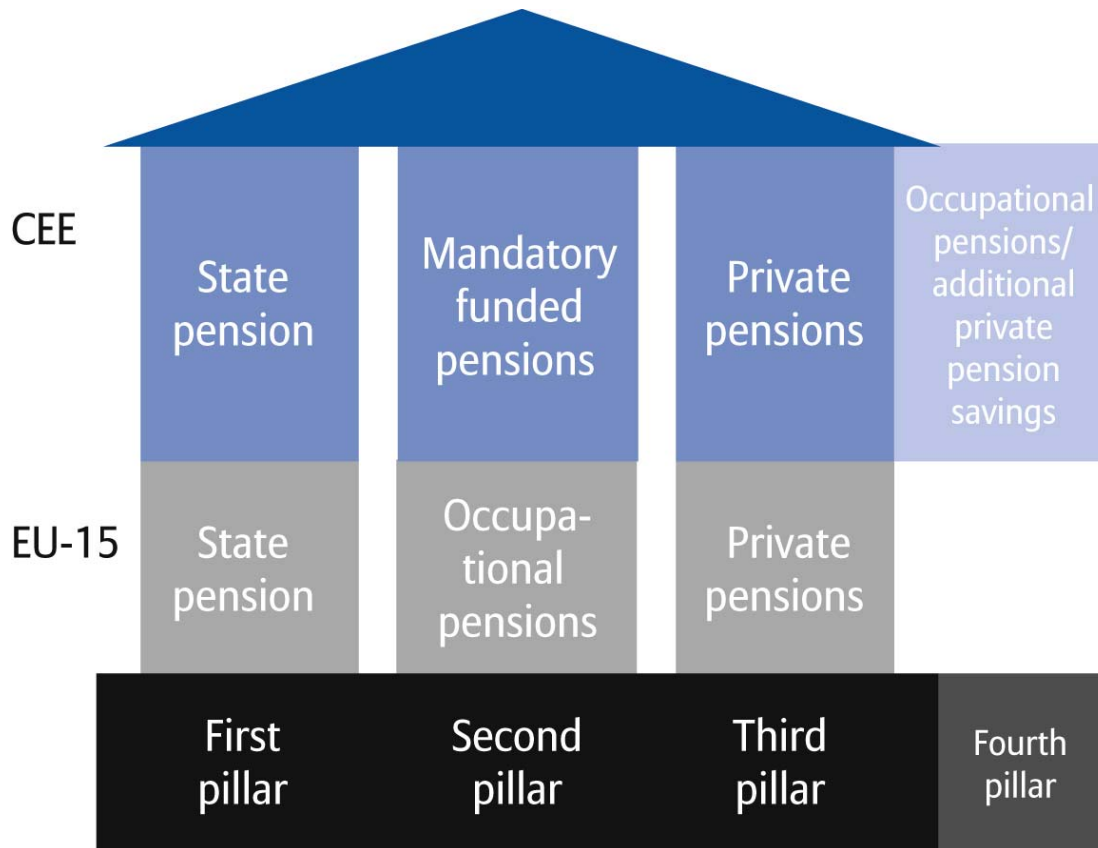 CEE
State
pension
Mandatory
funded
pensions
Private
pensions
Occupational
pensions/
additional
private
pension
savings
EU-15
State
pension
Occupa-
tional
pensions
Private
pensions
First
pillar
Second
pillar
Third
pillar
Fourth
pillar